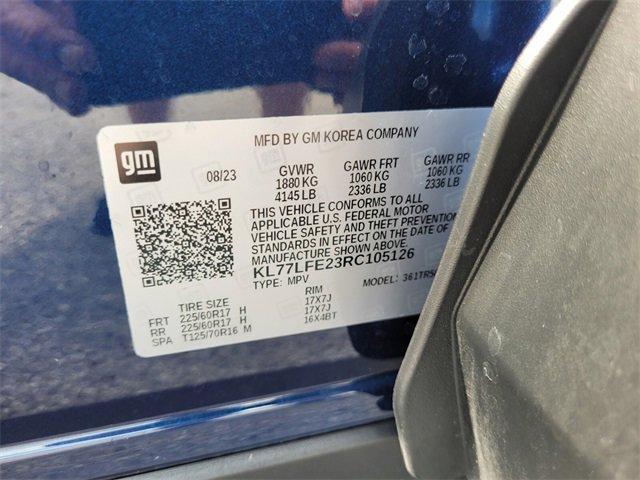 MFD BY GM KOREA COMPANY
gm
08/23
GVWR GAWR FRT GAWR RR
1880 KG 1060 KG 1060 KG
4145 LB 2336 LB 2336 LB
THIS VEHICLE CONFORMS TO ALL
APPLICABLE U.S. FEDERAL MOTOR
VEHICLE SAFETY AND THEFT PREVENTION
STANDARDS IN EFFECT ON THE DATE OF
MANUFACTURE SHOWN ABOVE.
KL77LFE23RC105126
TYPE: MPV MODEL:
TIRE SIZE RIM
FRT 225/60R17 H 17X7J
RR 225/60R17 H 17X7J
SPA T125/70R16 M 16X4BT